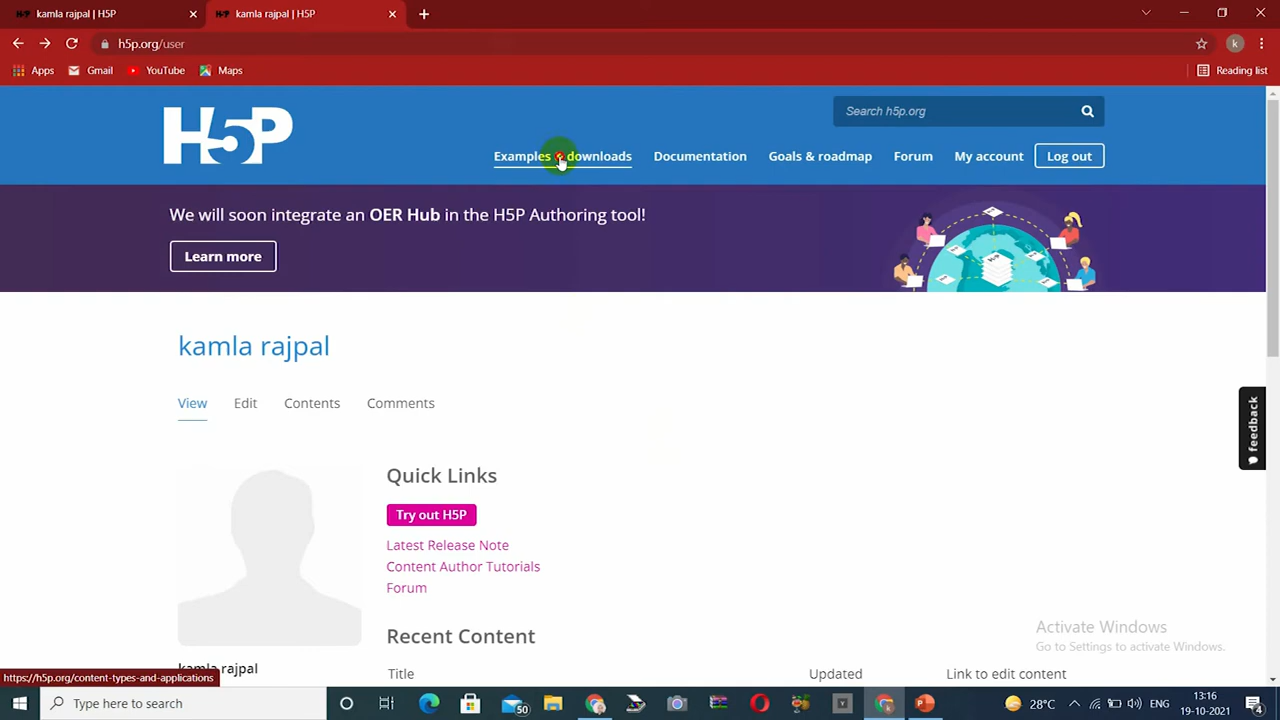 kamla rajpal | H5P
kamla rajpal | H5P
h5p.org/user
k
Apps
Gmail
YouTube
Maps
Reading list
H5P
Search h5p.org
Examples & downloads
Documentation
Goals & roadmap
Forum
My account
Log out
We will soon integrate an OER Hub in the H5P Authoring tool!
Learn more
kamla rajpal
View
Edit
Contents
Comments
feedback
Quick Links
Try out H5P
Latest Release Note
Content Author Tutorials
Forum
Recent Content
kamla rajpal
Title
Updated
Link to edit content
Activate Windows
Go to Settings to activate Windows.
https://h5p.org/content-types-and-applications
Type here to search
50
28°C
ENG
13:16
19-10-2021
4